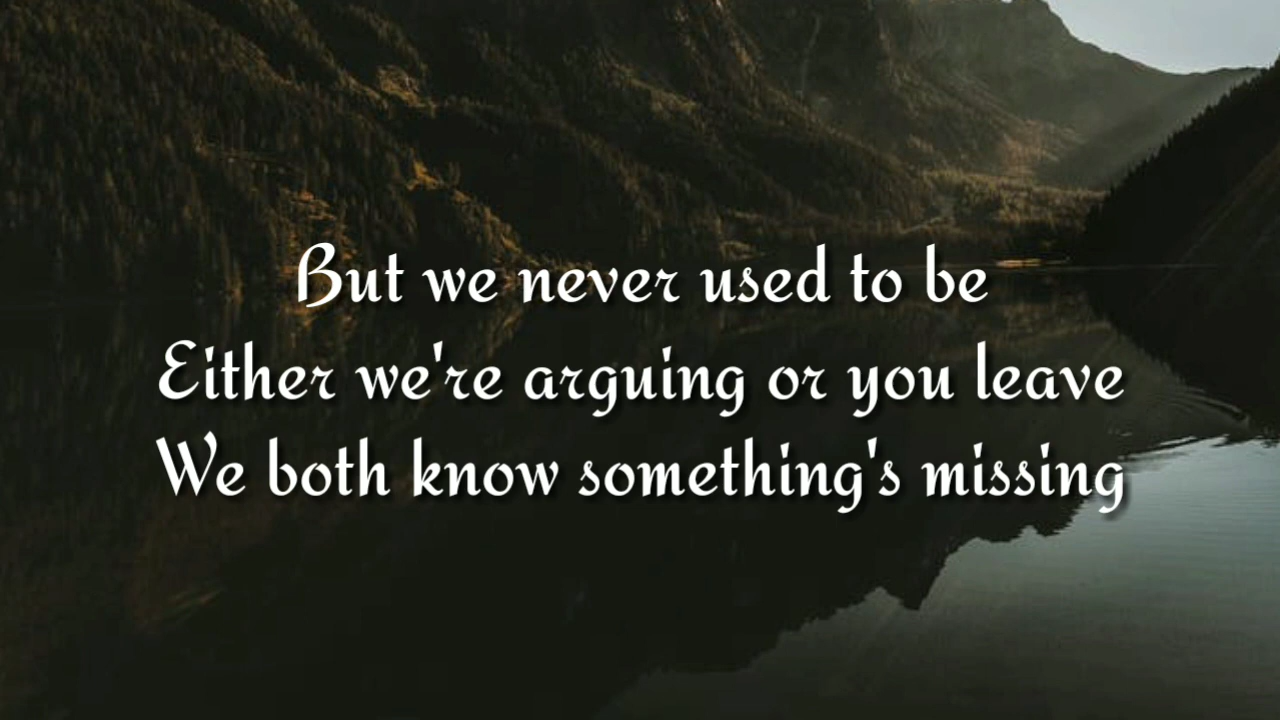 But we never used to be
Either we're arguing or you leave
We both know something's missing